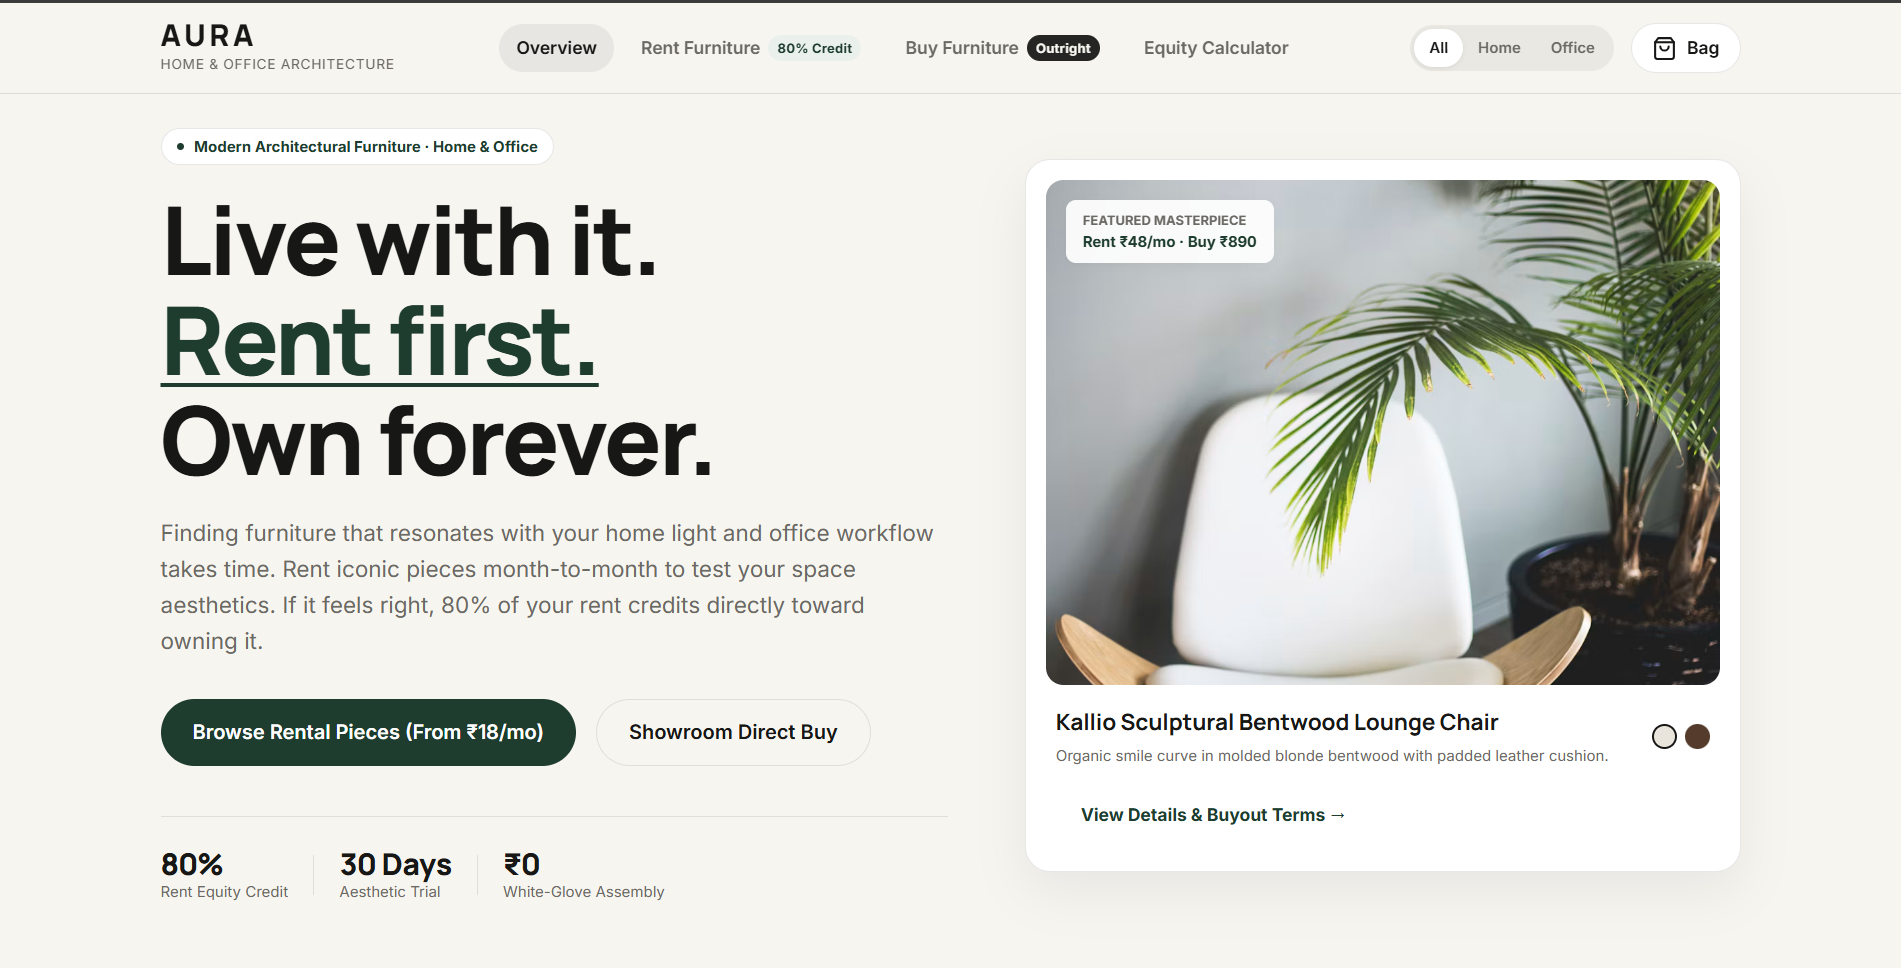 AURA
HOME & OFFICE ARCHITECTURE
Overview
Rent Furniture 80% Credit
Buy Furniture Outright
Equity Calculator
All Home Office
Bag
Modern Architectural Furniture · Home & Office
Live with it.
Rent first.
Own forever.
Finding furniture that resonates with your home light and office workflow
takes time. Rent iconic pieces month-to-month to test your space
aesthetics. If it feels right, 80% of your rent credits directly toward
owning it.
Browse Rental Pieces (From ₹18/mo)
Showroom Direct Buy
80%
Rent Equity Credit
30 Days
Aesthetic Trial
₹0
White-Glove Assembly
FEATURED MASTERPIECE
Rent ₹48/mo · Buy ₹890
Kallio Sculptural Bentwood Lounge Chair
Organic smile curve in molded blonde bentwood with padded leather cushion.
View Details & Buyout Terms →